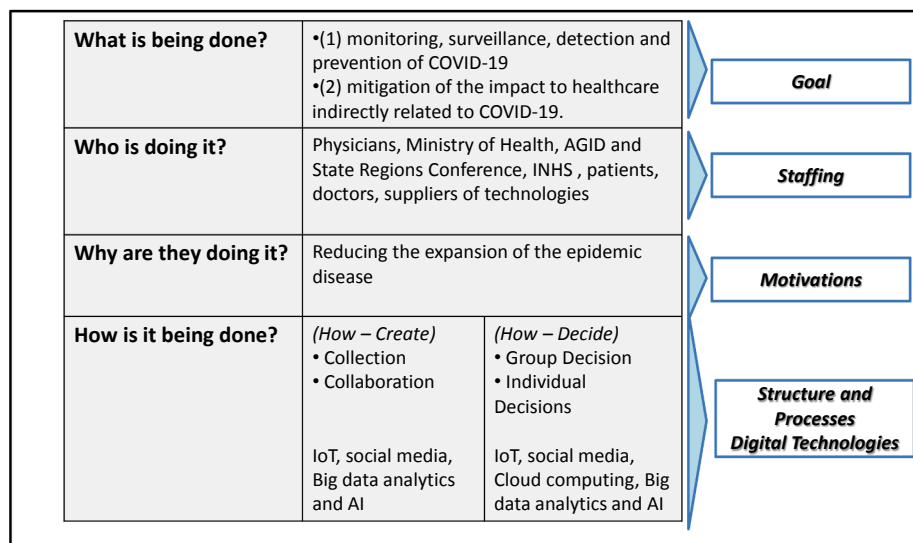 What is being done?
•(1) monitoring, surveillance, detection and
prevention of COVID-19
•(2) mitigation of the impact to healthcare
indirectly related to COVID-19.
Goal
Who is doing it?
Physicians, Ministry of Health, AGID and
State Regions Conference, INHS , patients,
doctors, suppliers of technologies
Staffing
Why are they doing it?
Reducing the expansion of the epidemic
disease
Motivations
How is it being done?
(How – Create)
• Collection
• Collaboration
IoT, social media,
Big data analytics
and AI
(How – Decide)
• Group Decision
• Individual
Decisions
IoT, social media,
Cloud computing, Big
data analytics and AI
Structure and
Processes
Digital Technologies